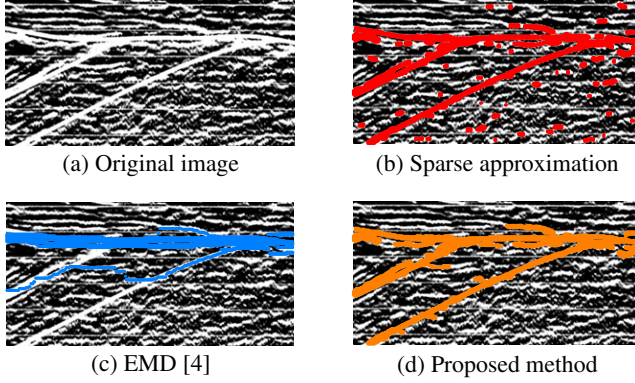 (a) Original image
(b) Sparse approximation
(c) EMD [4]
(d) Proposed method